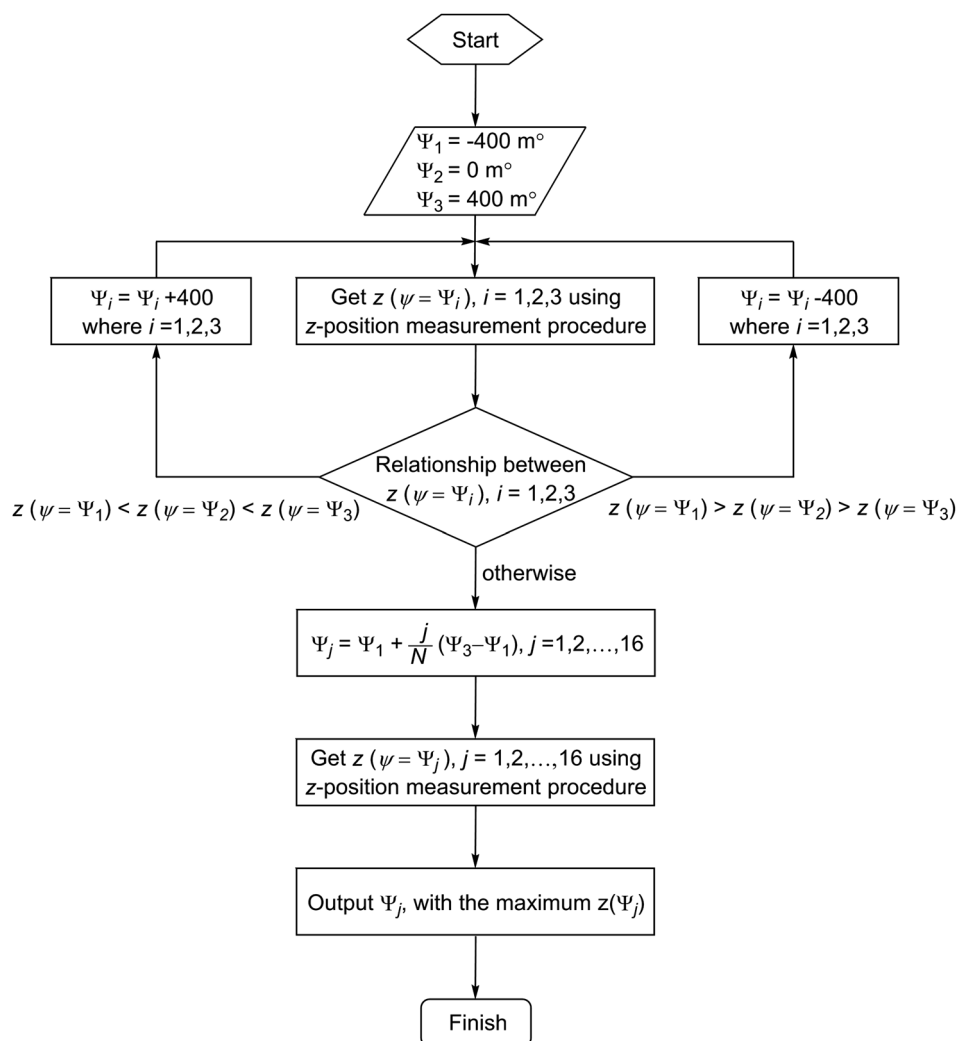 Start
Ψ₁ = -400 m°
Ψ₂ = 0 m°
Ψ₃ = 400 m°
Ψᵢ = Ψᵢ +400
where i =1,2,3
Get z (ψ = Ψᵢ), i = 1,2,3 using
z-position measurement procedure
Ψᵢ = Ψᵢ -400
where i =1,2,3
Relationship between
z (ψ = Ψᵢ), i = 1,2,3
z (ψ = Ψ₁) < z (ψ = Ψ₂) < z (ψ = Ψ₃)
z (ψ = Ψ₁) > z (ψ = Ψ₂) > z (ψ = Ψ₃)
otherwise
Ψⱼ = Ψ₁ + j/N (Ψ₃–Ψ₁), j =1,2,…,16
Get z (ψ = Ψⱼ), j = 1,2,…,16 using
z-position measurement procedure
Output Ψⱼ, with the maximum z(Ψⱼ)
Finish